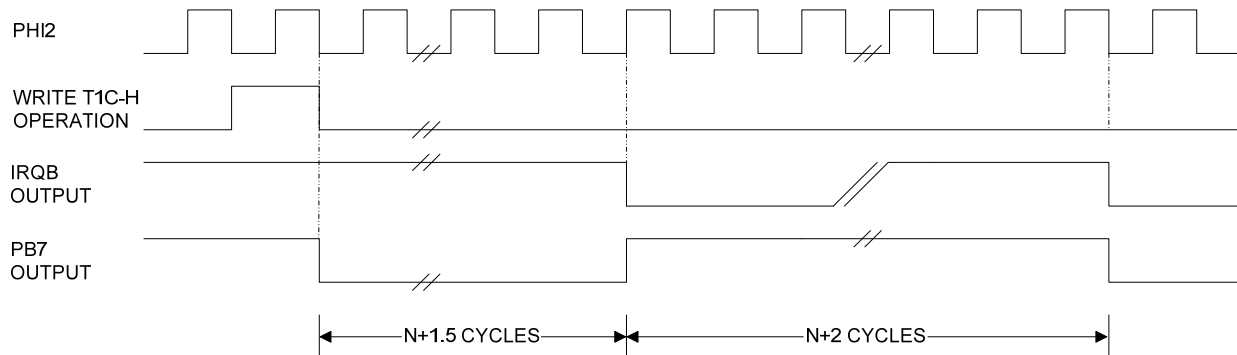 PHI2
WRITE T1C-H
OPERATION
IRQB
OUTPUT
PB7
OUTPUT
N+1.5 CYCLES
N+2 CYCLES